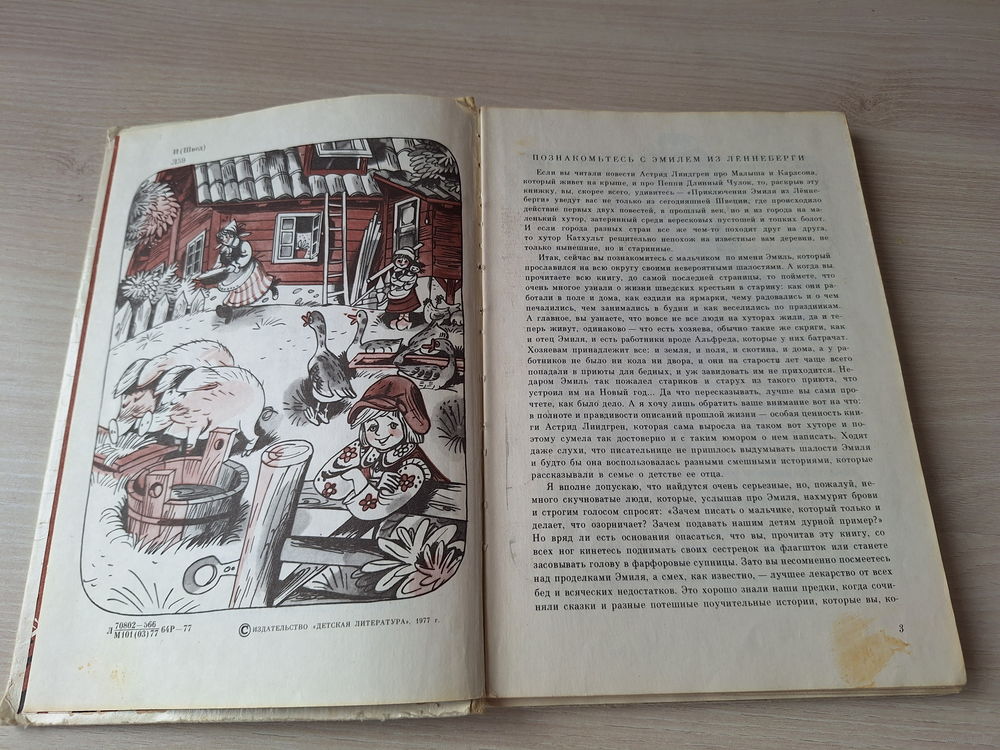 И (Швед)
Л59
Л 70802—566
М101(03)77 64Р—77
© ИЗДАТЕЛЬСТВО «ДЕТСКАЯ ЛИТЕРАТУРА», 1977 г.
ПОЗНАКОМЬТЕСЬ С ЭМИЛЕМ ИЗ ЛЁННЕБЕРГИ
Если вы читали повести Астрид Линдгрен про Малыша и Карлсона,
который живет на крыше, и про Пеппи Длинный Чулок, то, раскрыв эту
книжку, вы, скорее всего, удивитесь — «Приключения Эмиля из Лённе-
берги» уведут вас не только из сегодняшней Швеции, где происходило
действие первых двух повестей, в прошлый век, но и из города на ма-
ленький хутор, затерянный среди вересковых пустошей и топких болот.
И если города разных стран все же чем-то походят друг на друга,
то хутор Катхульт решительно непохож на известные вам деревни, не
только нынешние, но и старинные.
Итак, сейчас вы познакомитесь с мальчиком по имени Эмиль, который
прославился на всю округу своими невероятными шалостями. А когда вы
прочитаете всю книгу, до самой последней страницы, то поймете, что
очень многое узнали о жизни шведских крестьян в старину: как они ра-
ботали в поле и дома, как ездили на ярмарки, чему радовались и о чем
печалились, чем занимались в будни и как веселились по праздникам.
А главное, вы узнаете, что вовсе не все люди на хуторах жили, да и те-
перь живут, одинаково — что есть хозяева, обычно такие же скряги, как
и отец Эмиля, и есть работники вроде Альфреда, которые у них батрачат.
Хозяевам принадлежит все: и земля, и поля, и скотина, и дома, а у ра-
ботников не было ни кола ни двора, и они на старости лет чаще всего
попадали в приюты для бедных, и уж завидовать им не приходится. Не-
даром Эмиль так пожалел стариков и старух из такого приюта, что
устроил им на Новый год... Да что пересказывать, лучше вы сами про-
чтете, как было дело. А я хочу лишь обратить ваше внимание вот на что:
в полноте и правдивости описаний прошлой жизни — особая ценность кни-
ги Астрид Линдгрен, которая сама выросла на таком вот хуторе и по-
этому сумела так достоверно и с таким юмором о нем написать. Ходят
даже слухи, что писательнице не пришлось выдумывать шалости Эмиля
и будто бы она воспользовалась разными смешными историями, которые
рассказывали в семье о детстве ее отца.
Я вполне допускаю, что найдутся очень серьезные, но, пожалуй, не-
много скучноватые люди, которые, услышав про Эмиля, нахмурят брови
и строгим голосом спросят: «Зачем писать о мальчике, который только и
делает, что озорничает? Зачем подавать нашим детям дурной пример?»
Но вряд ли есть основания опасаться, что вы, прочитав эту книгу, со
всех ног кинетесь поднимать своих сестренок на флагшток или станете
засовывать голову в фарфоровые супницы. Зато вы несомненно посмеетесь
над проделками Эмиля, а смех, как известно, — лучшее лекарство от всех
бед и всяческих недостатков. Это хорошо знали наши предки, когда сочи-
няли сказки и разные потешные поучительные истории, которые вы, ко-
3